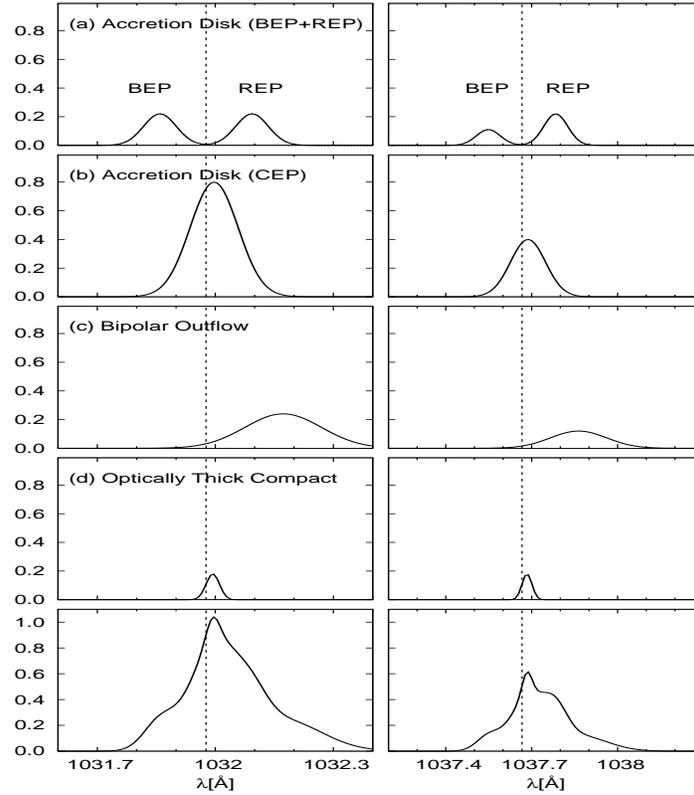 (a) Accretion Disk (BEP+REP)
0.8
0.6
0.4
0.2
0.0
BEP
REP
BEP
REP
(b) Accretion Disk (CEP)
0.8
0.6
0.4
0.2
0.0
(c) Bipolar Outflow
0.8
0.6
0.4
0.2
0.0
(d) Optically Thick Compact
0.8
0.6
0.4
0.2
0.0
1.0
0.8
0.6
0.4
0.2
0.0
1031.7 1032 1032.3
1037.4 1037.7 1038
λ[Å]
λ[Å]